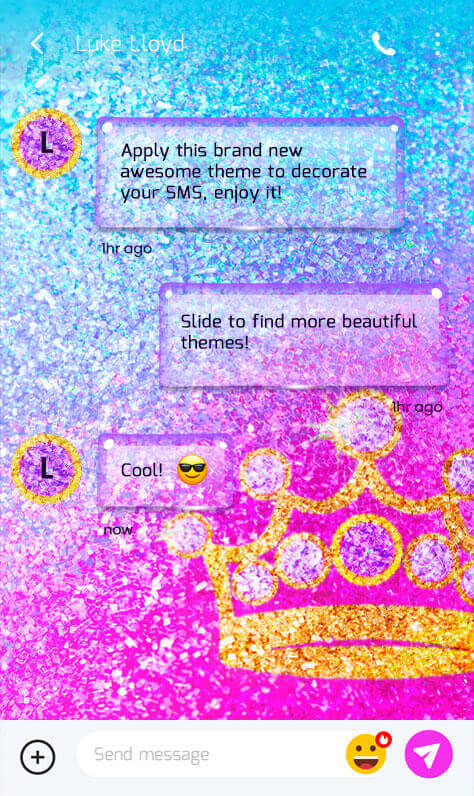 Luke Lloyd
L
Apply this brand new
awesome theme to decorate
your SMS, enjoy it!
1hr ago
Slide to find more beautiful
themes!
1hr ago
L
Cool! 😎
now
Send message